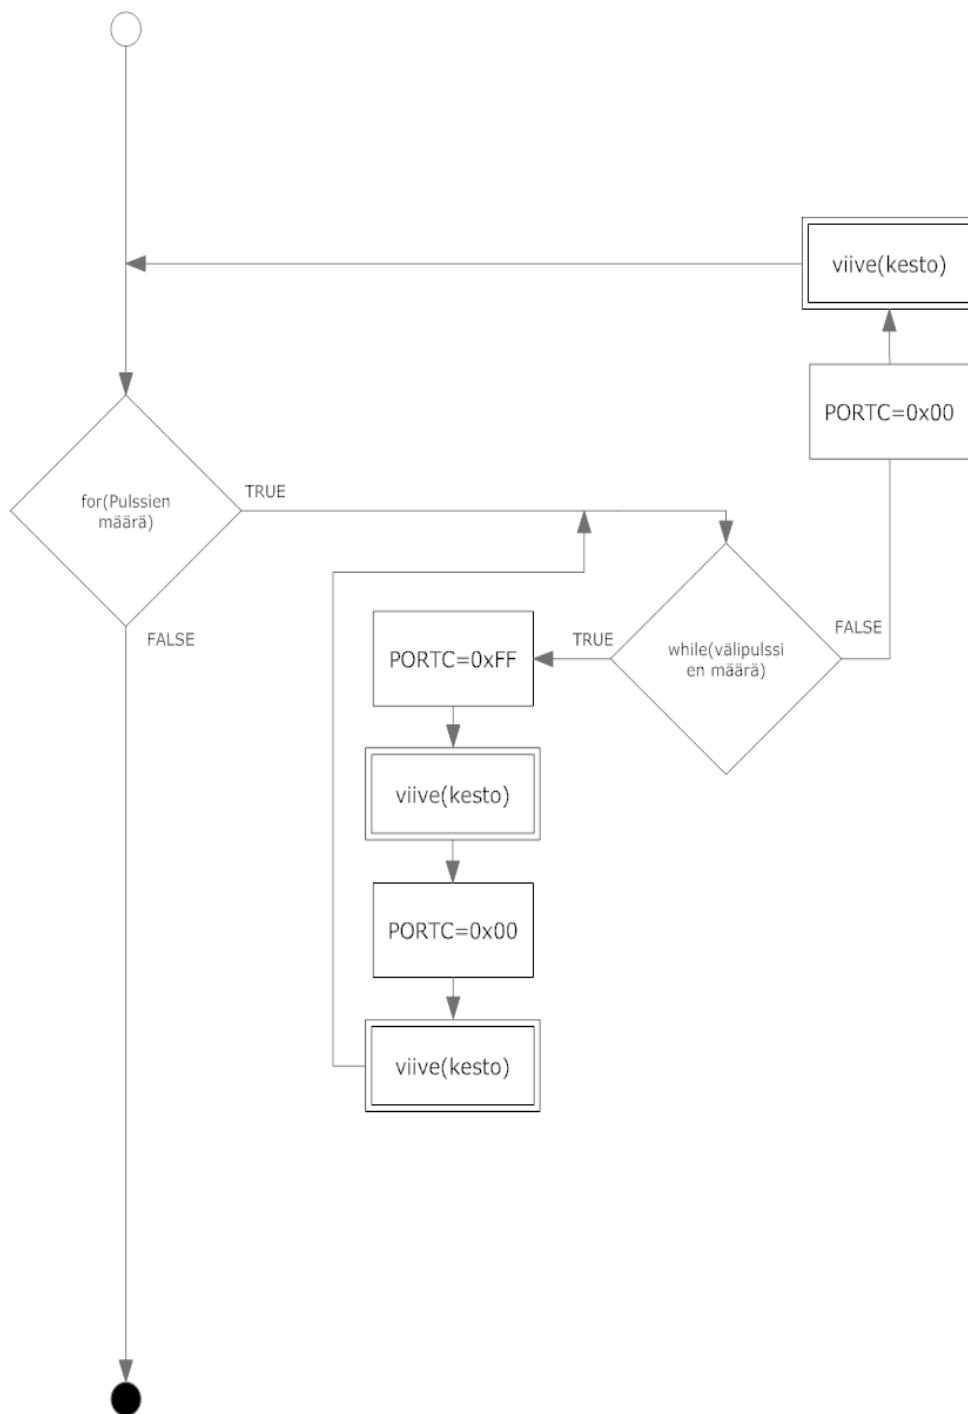 viive(kesto)
PORTC=0x00
for(Pulssien
määrä)
TRUE
FALSE
while(välipulssi
en määrä)
TRUE
FALSE
PORTC=0xFF
viive(kesto)
PORTC=0x00
viive(kesto)